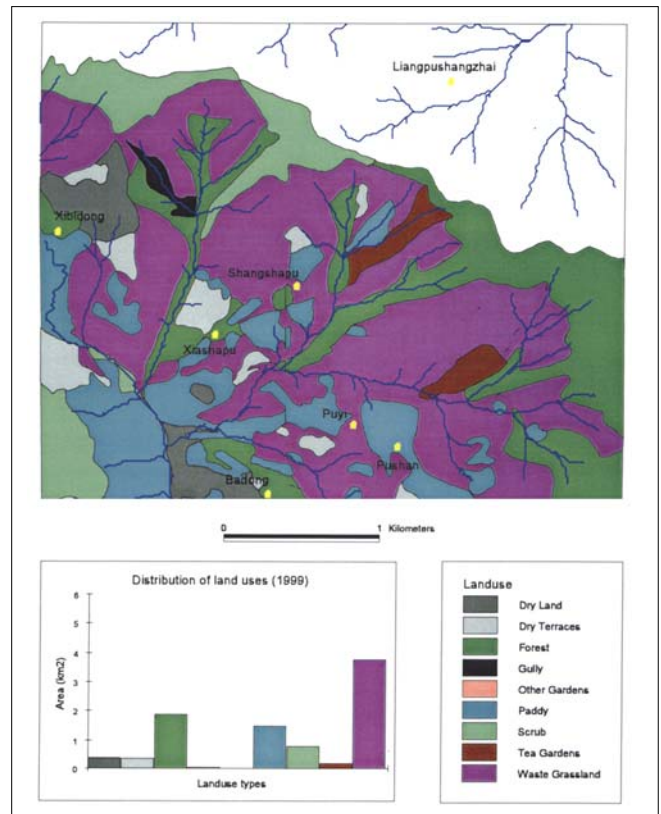 Liangpushangzhai
Xibidong
Shangshapu
Xiashapu
Puyi
Pushan
Badong
0 1 Kilometers
Distribution of land uses (1999)
6
5
4
3
2
1
0
Area (km2)
Landuse types
Landuse
Dry Land
Dry Terraces
Forest
Gully
Other Gardens
Paddy
Scrub
Tea Gardens
Waste Grassland